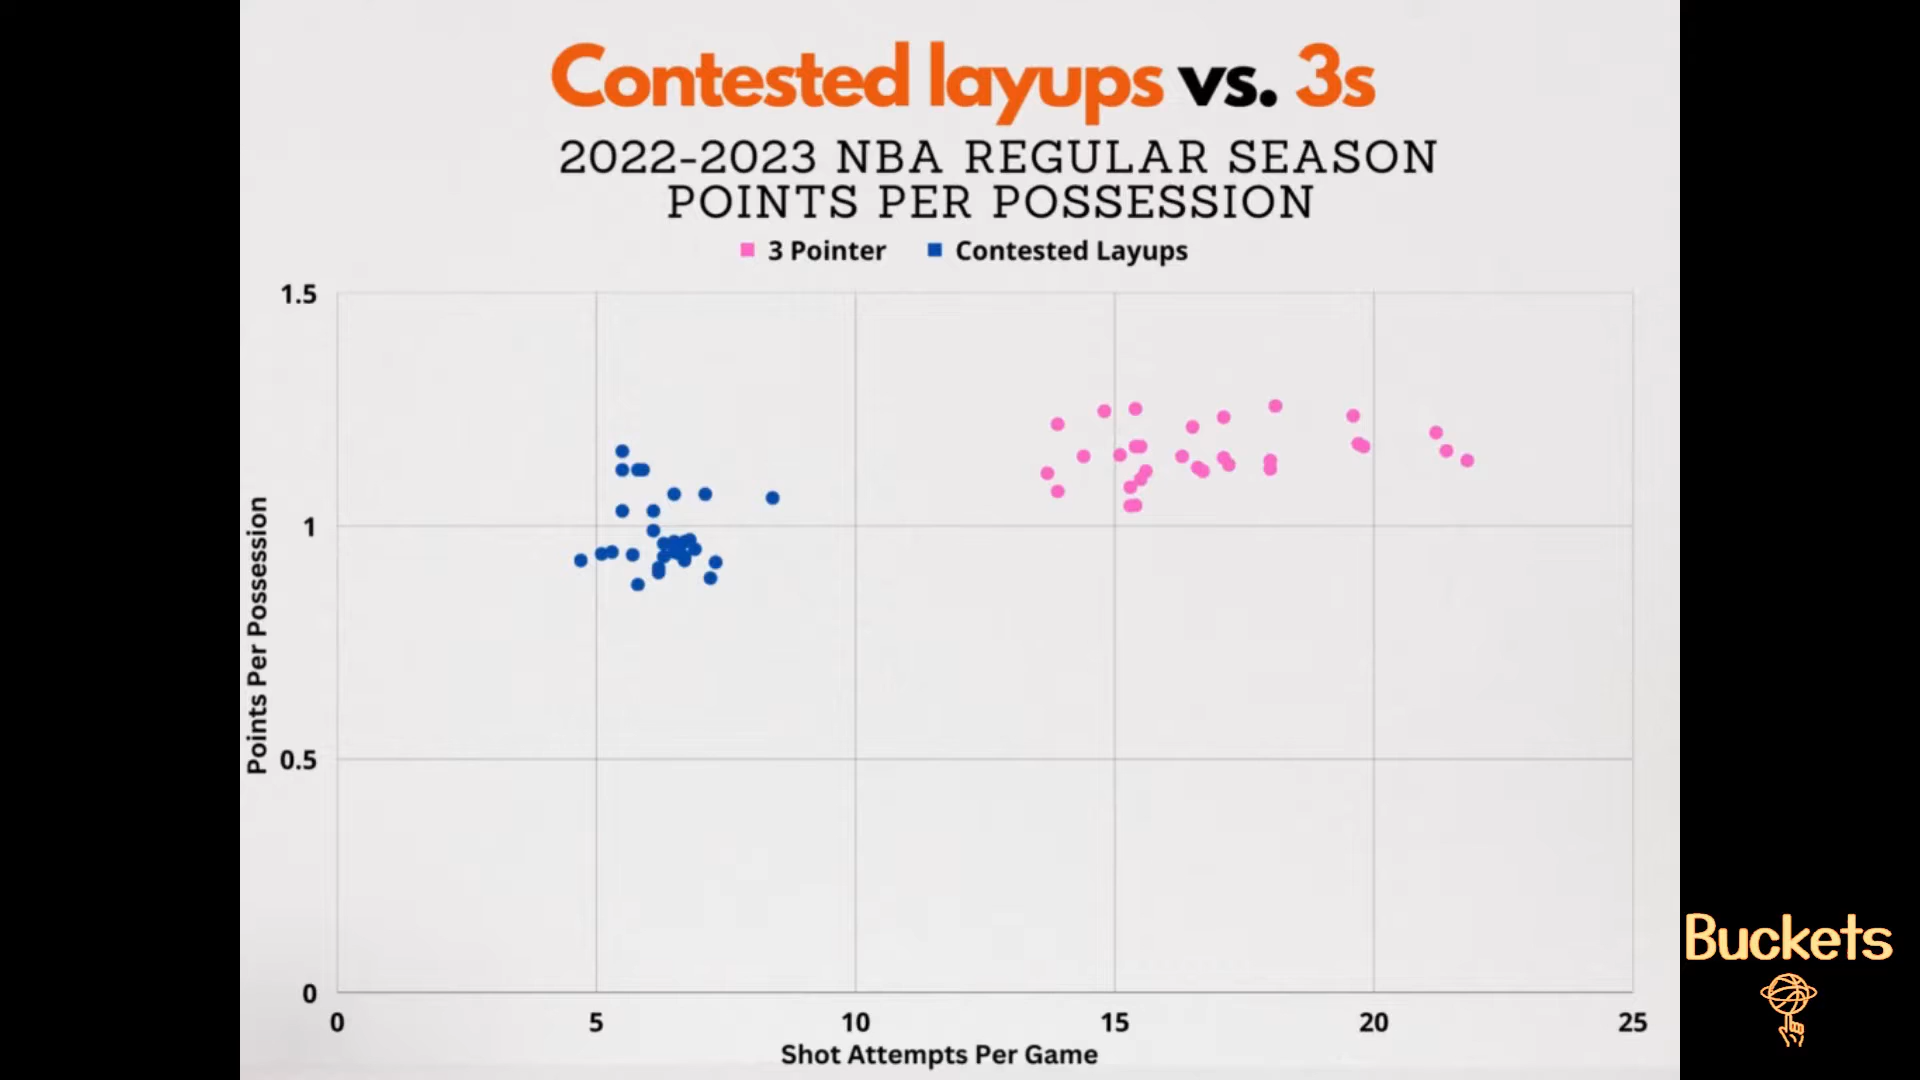 Contested layups vs. 3s
2022-2023 NBA REGULAR SEASON
POINTS PER POSSESSION
3 Pointer
Contested Layups
1.5
1
0.5
0
Points Per Possession
0
5
10
15
20
25
Shot Attempts Per Game
Buckets